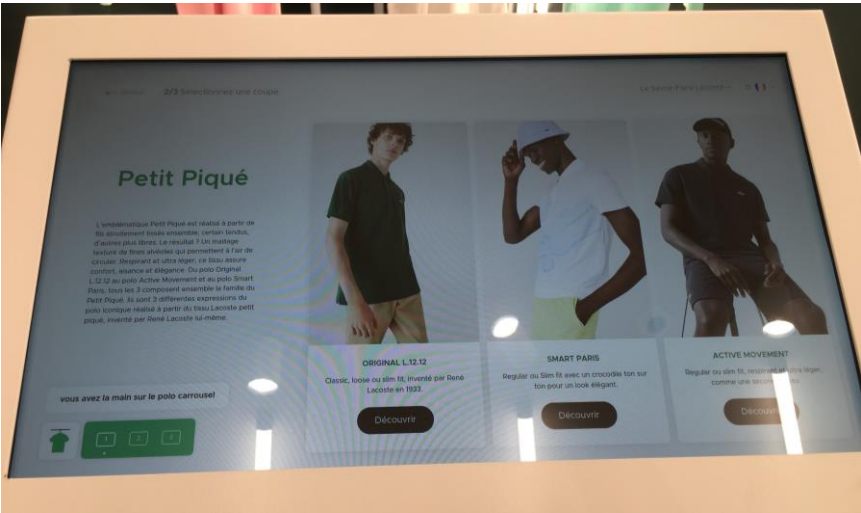 2/3 Sélectionnez une coupe
Petit Piqué
L'emblématique Petit Piqué est réalisé à partir de
fils étroitement tissés ensemble, certain tendus,
d'autres plus libres. Le résultat ? Un maillage
texturé de fines alvéoles qui permettent à l'air de
circuler. Respirant et ultra léger, ce tissu assure
confort, aisance et élégance. Du polo Original
L.12.12 au polo Active Movement et au polo Smart
Paris, tous les 3 composent ensemble la famille du
Petit Piqué. Ils sont 3 différentes expressions du
polo iconique réalisé à partir du tissu Lacoste petit
piqué, inventé par René Lacoste lui-même.
vous avez la main sur le polo carrousel
1 2 3
ORIGINAL L.12.12
Classic, loose ou slim fit, inventé par René
Lacoste en 1933.
Découvrir
SMART PARIS
Regular ou Slim fit avec un crocodile ton sur
ton pour un look élégant.
Découvrir
ACTIVE MOVEMENT
Regular ou slim fit, respirant et ultra léger,
comme une seconde
Découvrir